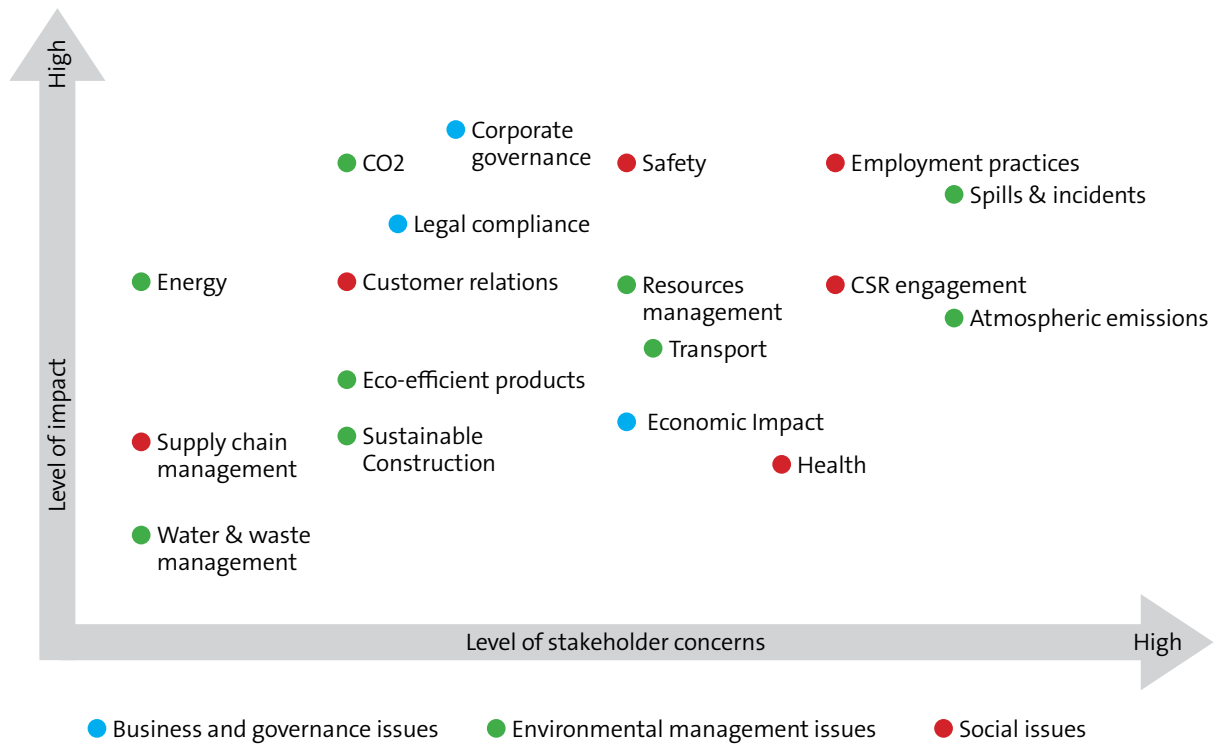 High
Level of impact
Corporate
governance
CO2
Safety
Employment practices
Spills & incidents
Legal compliance
Energy
Customer relations
Resources
management
CSR engagement
Atmospheric emissions
Transport
Eco-efficient products
Economic Impact
Supply chain
management
Sustainable
Construction
Health
Water & waste
management
Level of stakeholder concerns
High
Business and governance issues
Environmental management issues
Social issues